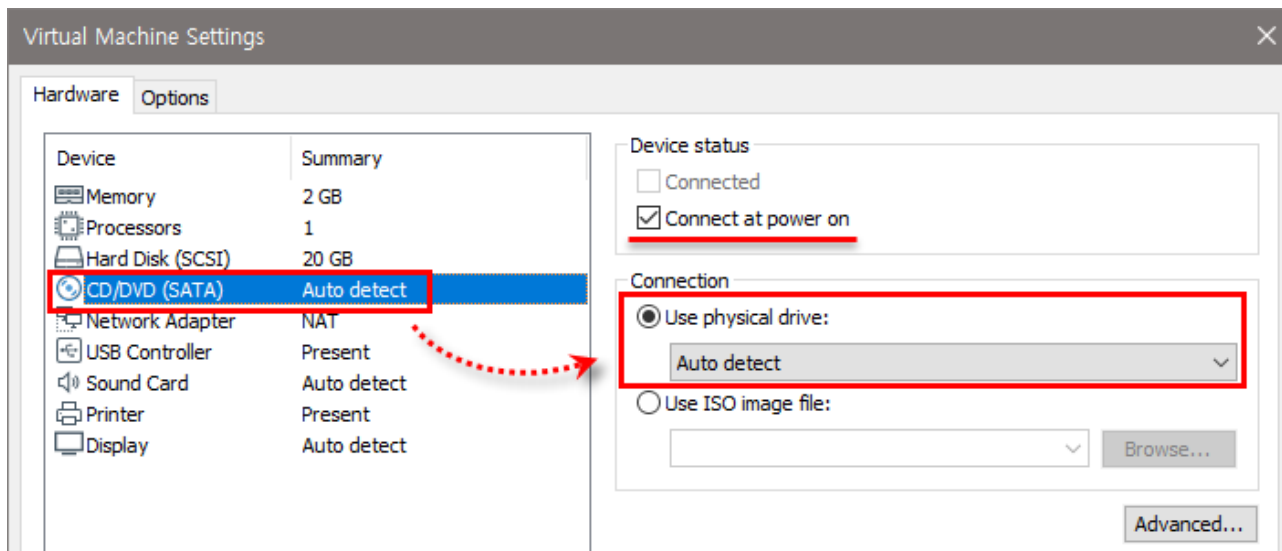 Virtual Machine Settings
Hardware Options
Device Summary
Memory 2 GB
Processors 1
Hard Disk (SCSI) 20 GB
CD/DVD (SATA) Auto detect
Network Adapter NAT
USB Controller Present
Sound Card Auto detect
Printer Present
Display Auto detect
Device status
Connected
Connect at power on
Connection
Use physical drive:
Auto detect
Use ISO image file:
Browse...
Advanced...